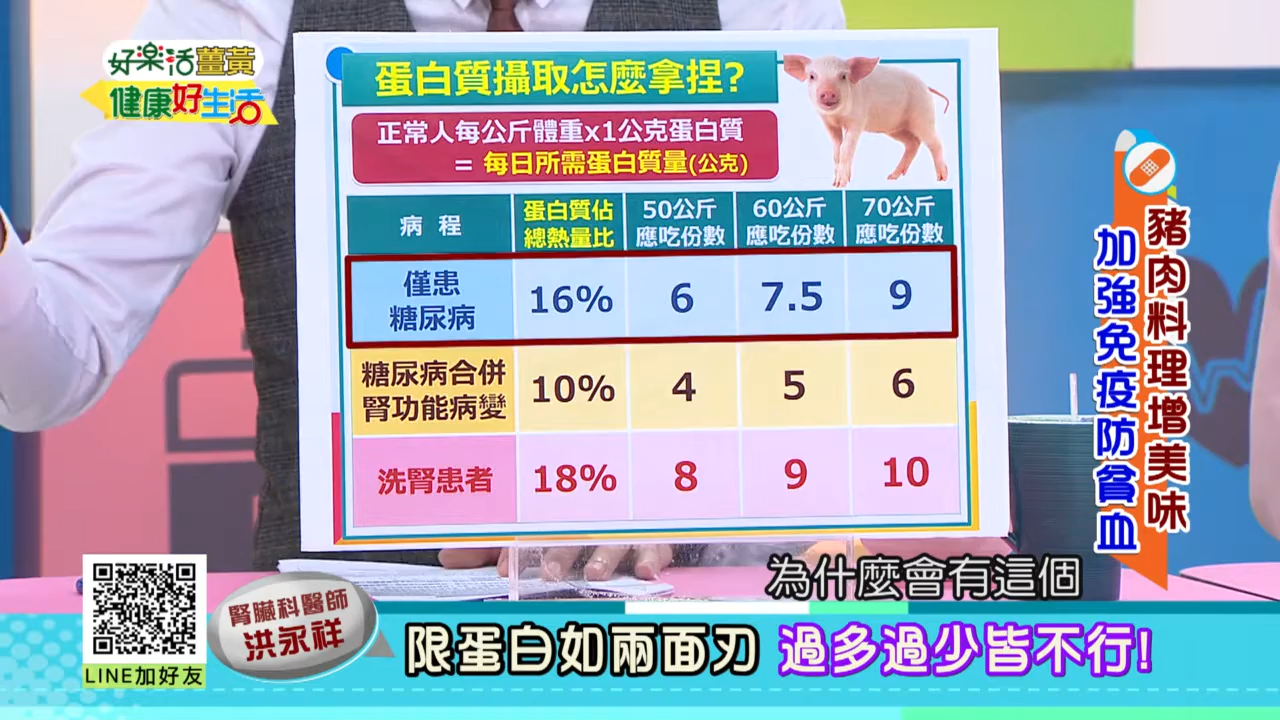 好樂活薑黃
健康好生活
蛋白質攝取怎麼拿捏?
正常人每公斤體重x1公克蛋白質
= 每日所需蛋白質量(公克)
病程
蛋白質佔
總熱量比
50公斤
應吃份數
60公斤
應吃份數
70公斤
應吃份數
僅患
糖尿病
16%
6
7.5
9
糖尿病合併
腎功能病變
10%
4
5
6
洗腎患者
18%
8
9
10
豬肉料理增美味
加強免疫防貧血
為什麼會有這個
腎臟科醫師
洪永祥
限蛋白如兩面刃 過多過少皆不行!
LINE加好友